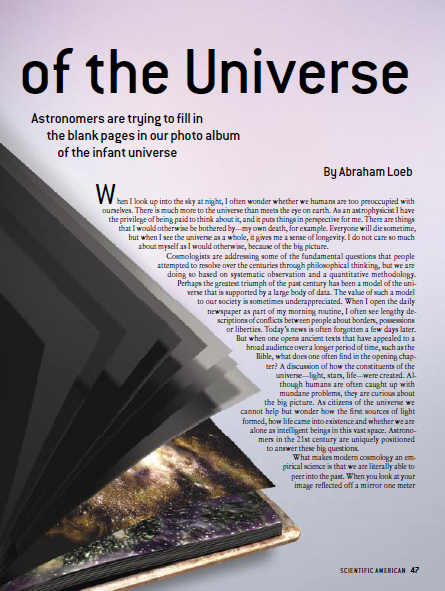 of the Universe
Astronomers are trying to fill in
the blank pages in our photo album
of the infant universe
By Abraham Loeb
When I look up into the sky at night, I often wonder whether we humans are too preoccupied with
ourselves. There is much more to the universe than meets the eye on earth. As an astrophysicist I have
the privilege of being paid to think about it, and it puts things in perspective for me. There are things
that I would otherwise be bothered by—my own death, for example. Everyone will die sometime,
but when I see the universe as a whole, it gives me a sense of longevity. I do not care so much
about myself as I would otherwise, because of the big picture.
Cosmologists are addressing some of the fundamental questions that people
attempted to resolve over the centuries through philosophical thinking, but we are
doing so based on systematic observation and a quantitative methodology.
Perhaps the greatest triumph of the past century has been a model of the uni-
verse that is supported by a large body of data. The value of such a model
to our society is sometimes underappreciated. When I open the daily
newspaper as part of my morning routine, I often see lengthy de-
scriptions of conflicts between people about borders, possessions
or liberties. Today's news is often forgotten a few days later.
But when one opens ancient texts that have appealed to a
broad audience over a longer period of time, such as the
Bible, what does one often find in the opening chap-
ter? A discussion of how the constituents of the
universe—light, stars, life—were created. Al-
though humans are often caught up with
mundane problems, they are curious about
the big picture. As citizens of the universe we
cannot help but wonder how the first sources of light
formed, how life came into existence and whether we are
alone as intelligent beings in this vast space. Astrono-
mers in the 21st century are uniquely positioned
to answer these big questions.
What makes modern cosmology an em-
pirical science is that we are literally able to
peer into the past. When you look at your
image reflected off a mirror one meter
SCIENTIFIC AMERICAN 47